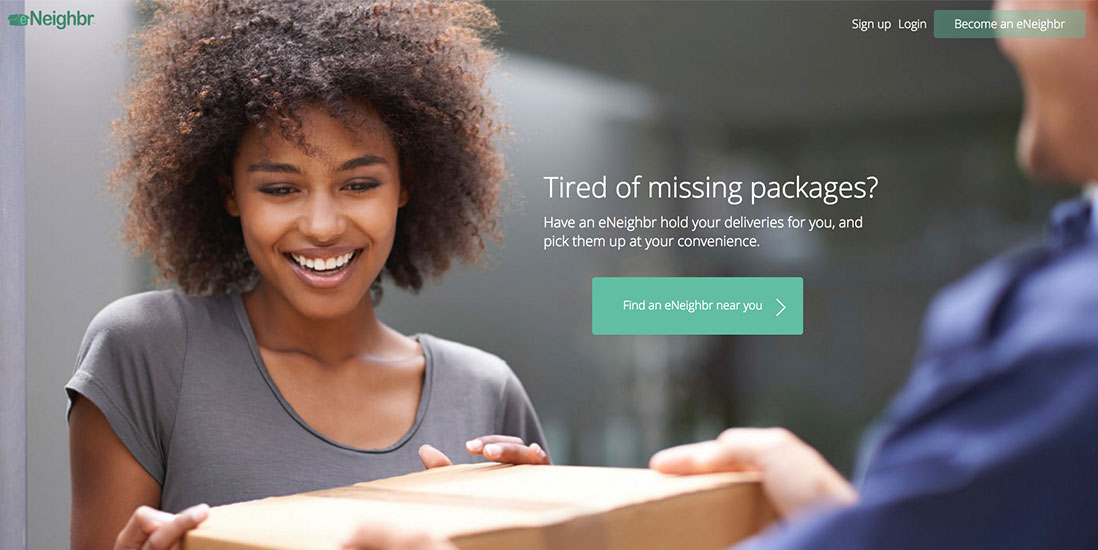 eNeighbr
Sign up Login Become an eNeighbr
Tired of missing packages?
Have an eNeighbr hold your deliveries for you, and
pick them up at your convenience.
Find an eNeighbr near you